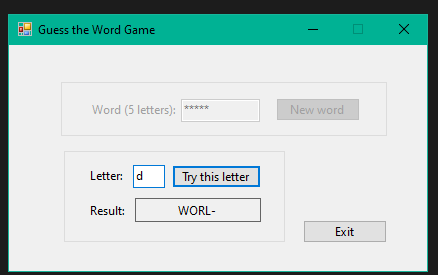 Guess the Word Game
Word (5 letters): ***** New word
Letter: d Try this letter
Result: WORL-
Exit